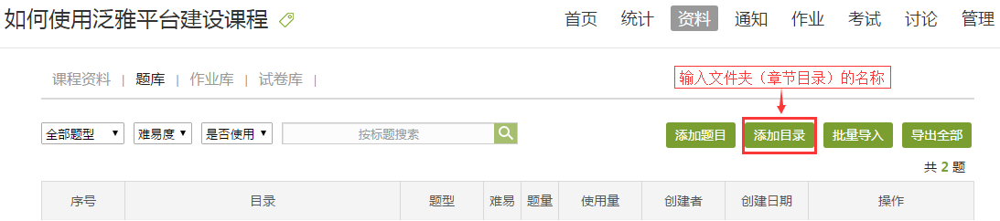 如何使用泛雅平台建设课程
首页 统计 资料 通知 作业 考试 讨论 管理
课程资料 | 题库 | 作业库 | 试卷库 |
输入文件夹（章节目录）的名称
全部题型 难易度 是否使用 按标题搜索 添加题目 添加目录 批量导入 导出全部
共 2 题
序号 目录 题型 难易 题量 使用量 创建者 创建日期 操作